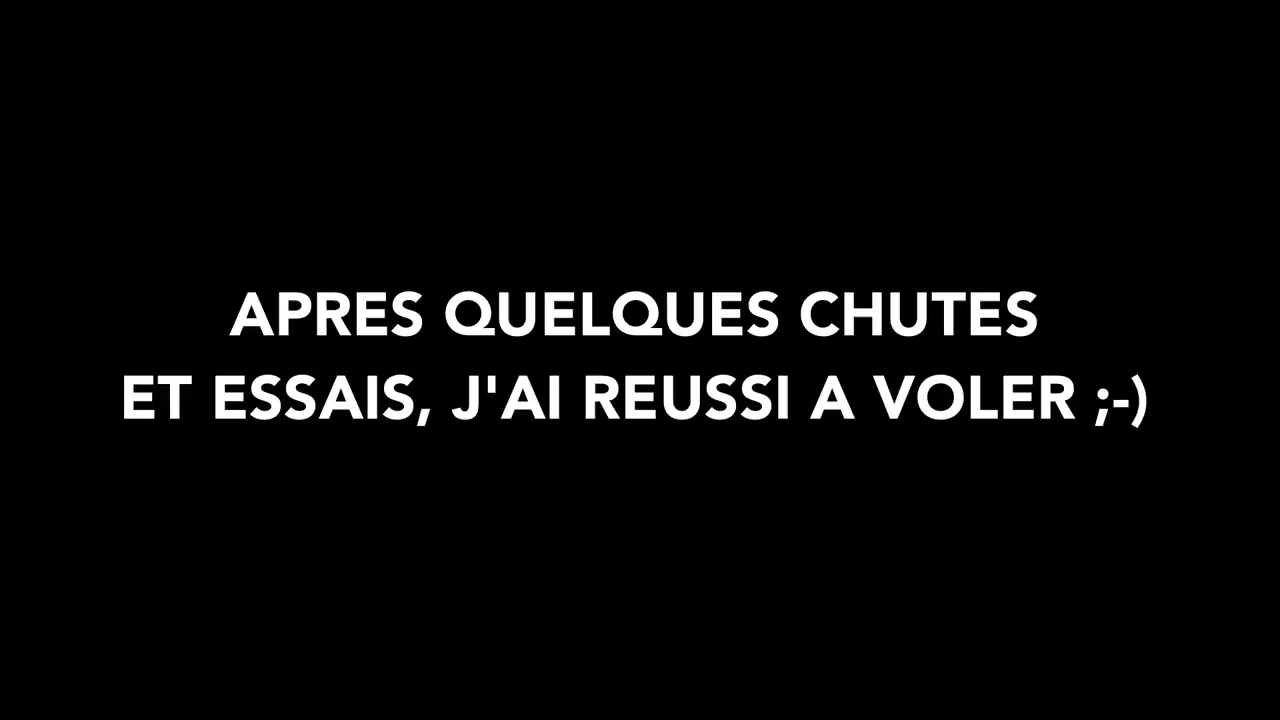 APRES QUELQUES CHUTES
ET ESSAIS, J'AI REUSSI A VOLER ;-)